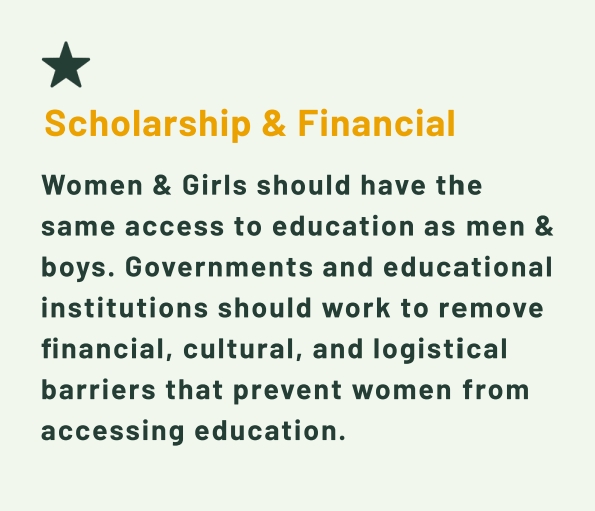 Scholarship & Financial
Women & Girls should have the
same access to education as men &
boys. Governments and educational
institutions should work to remove
financial, cultural, and logistical
barriers that prevent women from
accessing education.